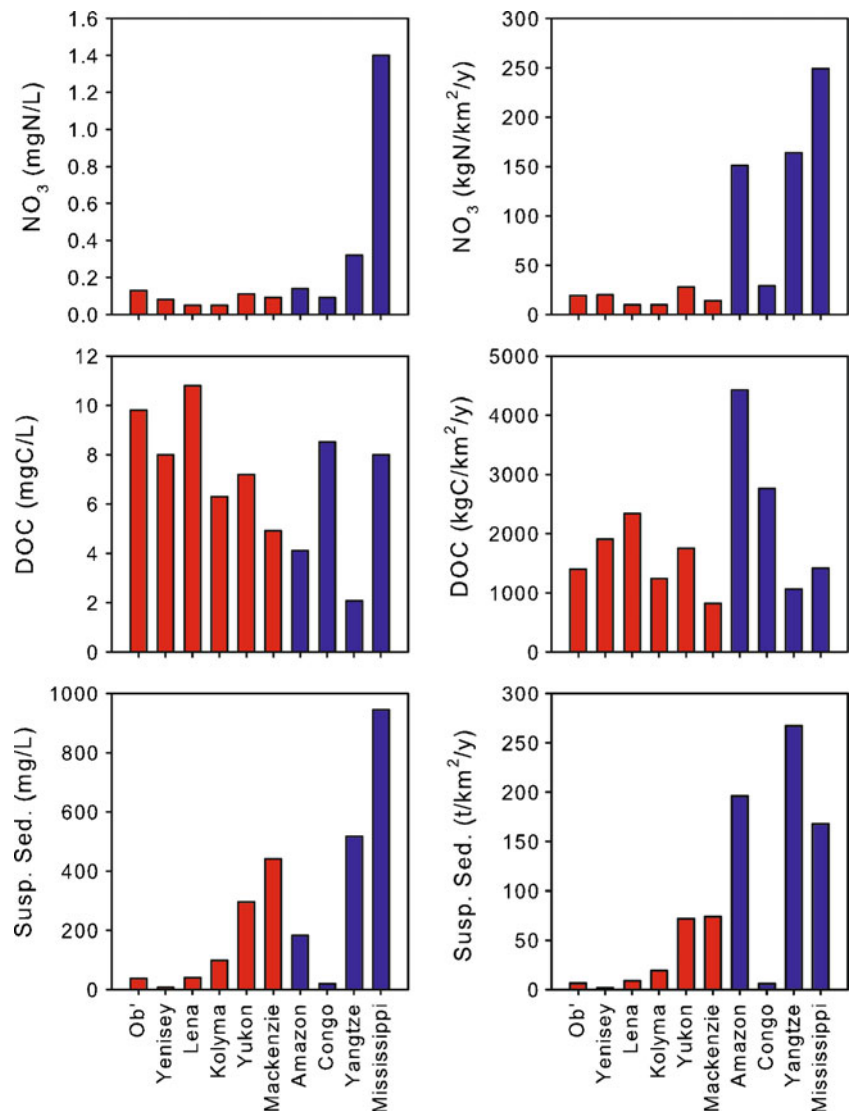 NO₃ (mgN/L)
1.6
1.4
1.2
1.0
0.8
0.6
0.4
0.2
0.0
NO₃ (kgN/km²/y)
300
250
200
150
100
50
0
DOC (mgC/L)
12
10
8
6
4
2
0
DOC (kgC/km²/y)
5000
4000
3000
2000
1000
0
Susp. Sed. (mg/L)
1000
800
600
400
200
0
Ob'
Yenisey
Lena
Kolyma
Yukon
Mackenzie
Amazon
Congo
Yangtze
Mississippi
Susp. Sed. (t/km²/y)
300
250
200
150
100
50
0
Ob'
Yenisey
Lena
Kolyma
Yukon
Mackenzie
Amazon
Congo
Yangtze
Mississippi